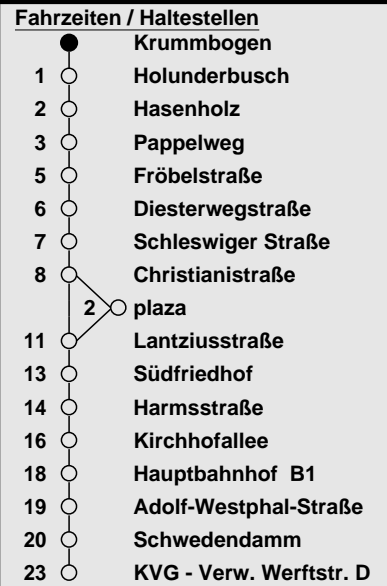 Fahrzeiten / Haltestellen
Krummbogen
1 Holunderbusch
2 Hasenholz
3 Pappelweg
5 Fröbelstraße
6 Diesterwegstraße
7 Schleswiger Straße
8 Christianistraße
2 plaza
11 Lantziusstraße
13 Südfriedhof
14 Harmsstraße
16 Kirchhofallee
18 Hauptbahnhof B1
19 Adolf-Westphal-Straße
20 Schwedendamm
23 KVG - Verw. Werftstr. D